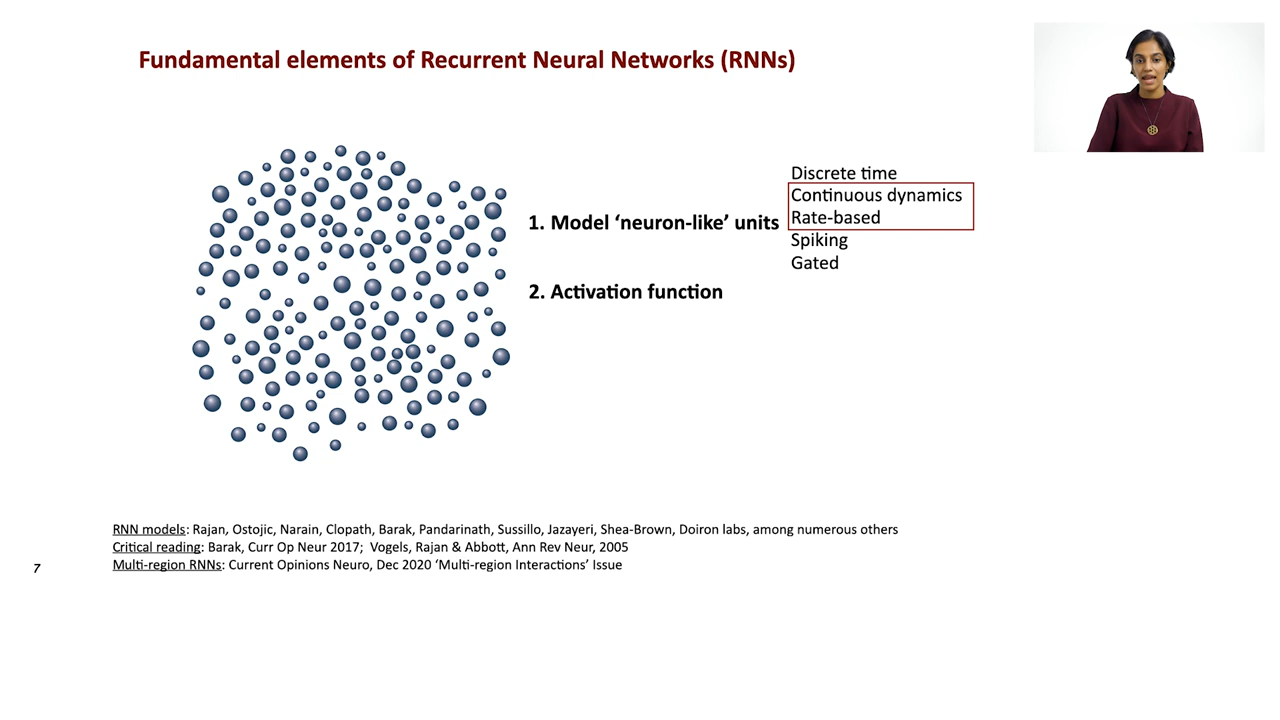 Fundamental elements of Recurrent Neural Networks (RNNs)
1. Model ‘neuron-like’ units
Discrete time
Continuous dynamics
Rate-based
Spiking
Gated
2. Activation function
RNN models: Rajan, Ostojic, Narain, Clopath, Barak, Pandarinath, Sussillo, Jazayeri, Shea-Brown, Doiron labs, among numerous others
Critical reading: Barak, Curr Op Neur 2017;  Vogels, Rajan & Abbott, Ann Rev Neur, 2005
Multi-region RNNs: Current Opinions Neuro, Dec 2020 ‘Multi-region Interactions’ Issue
7